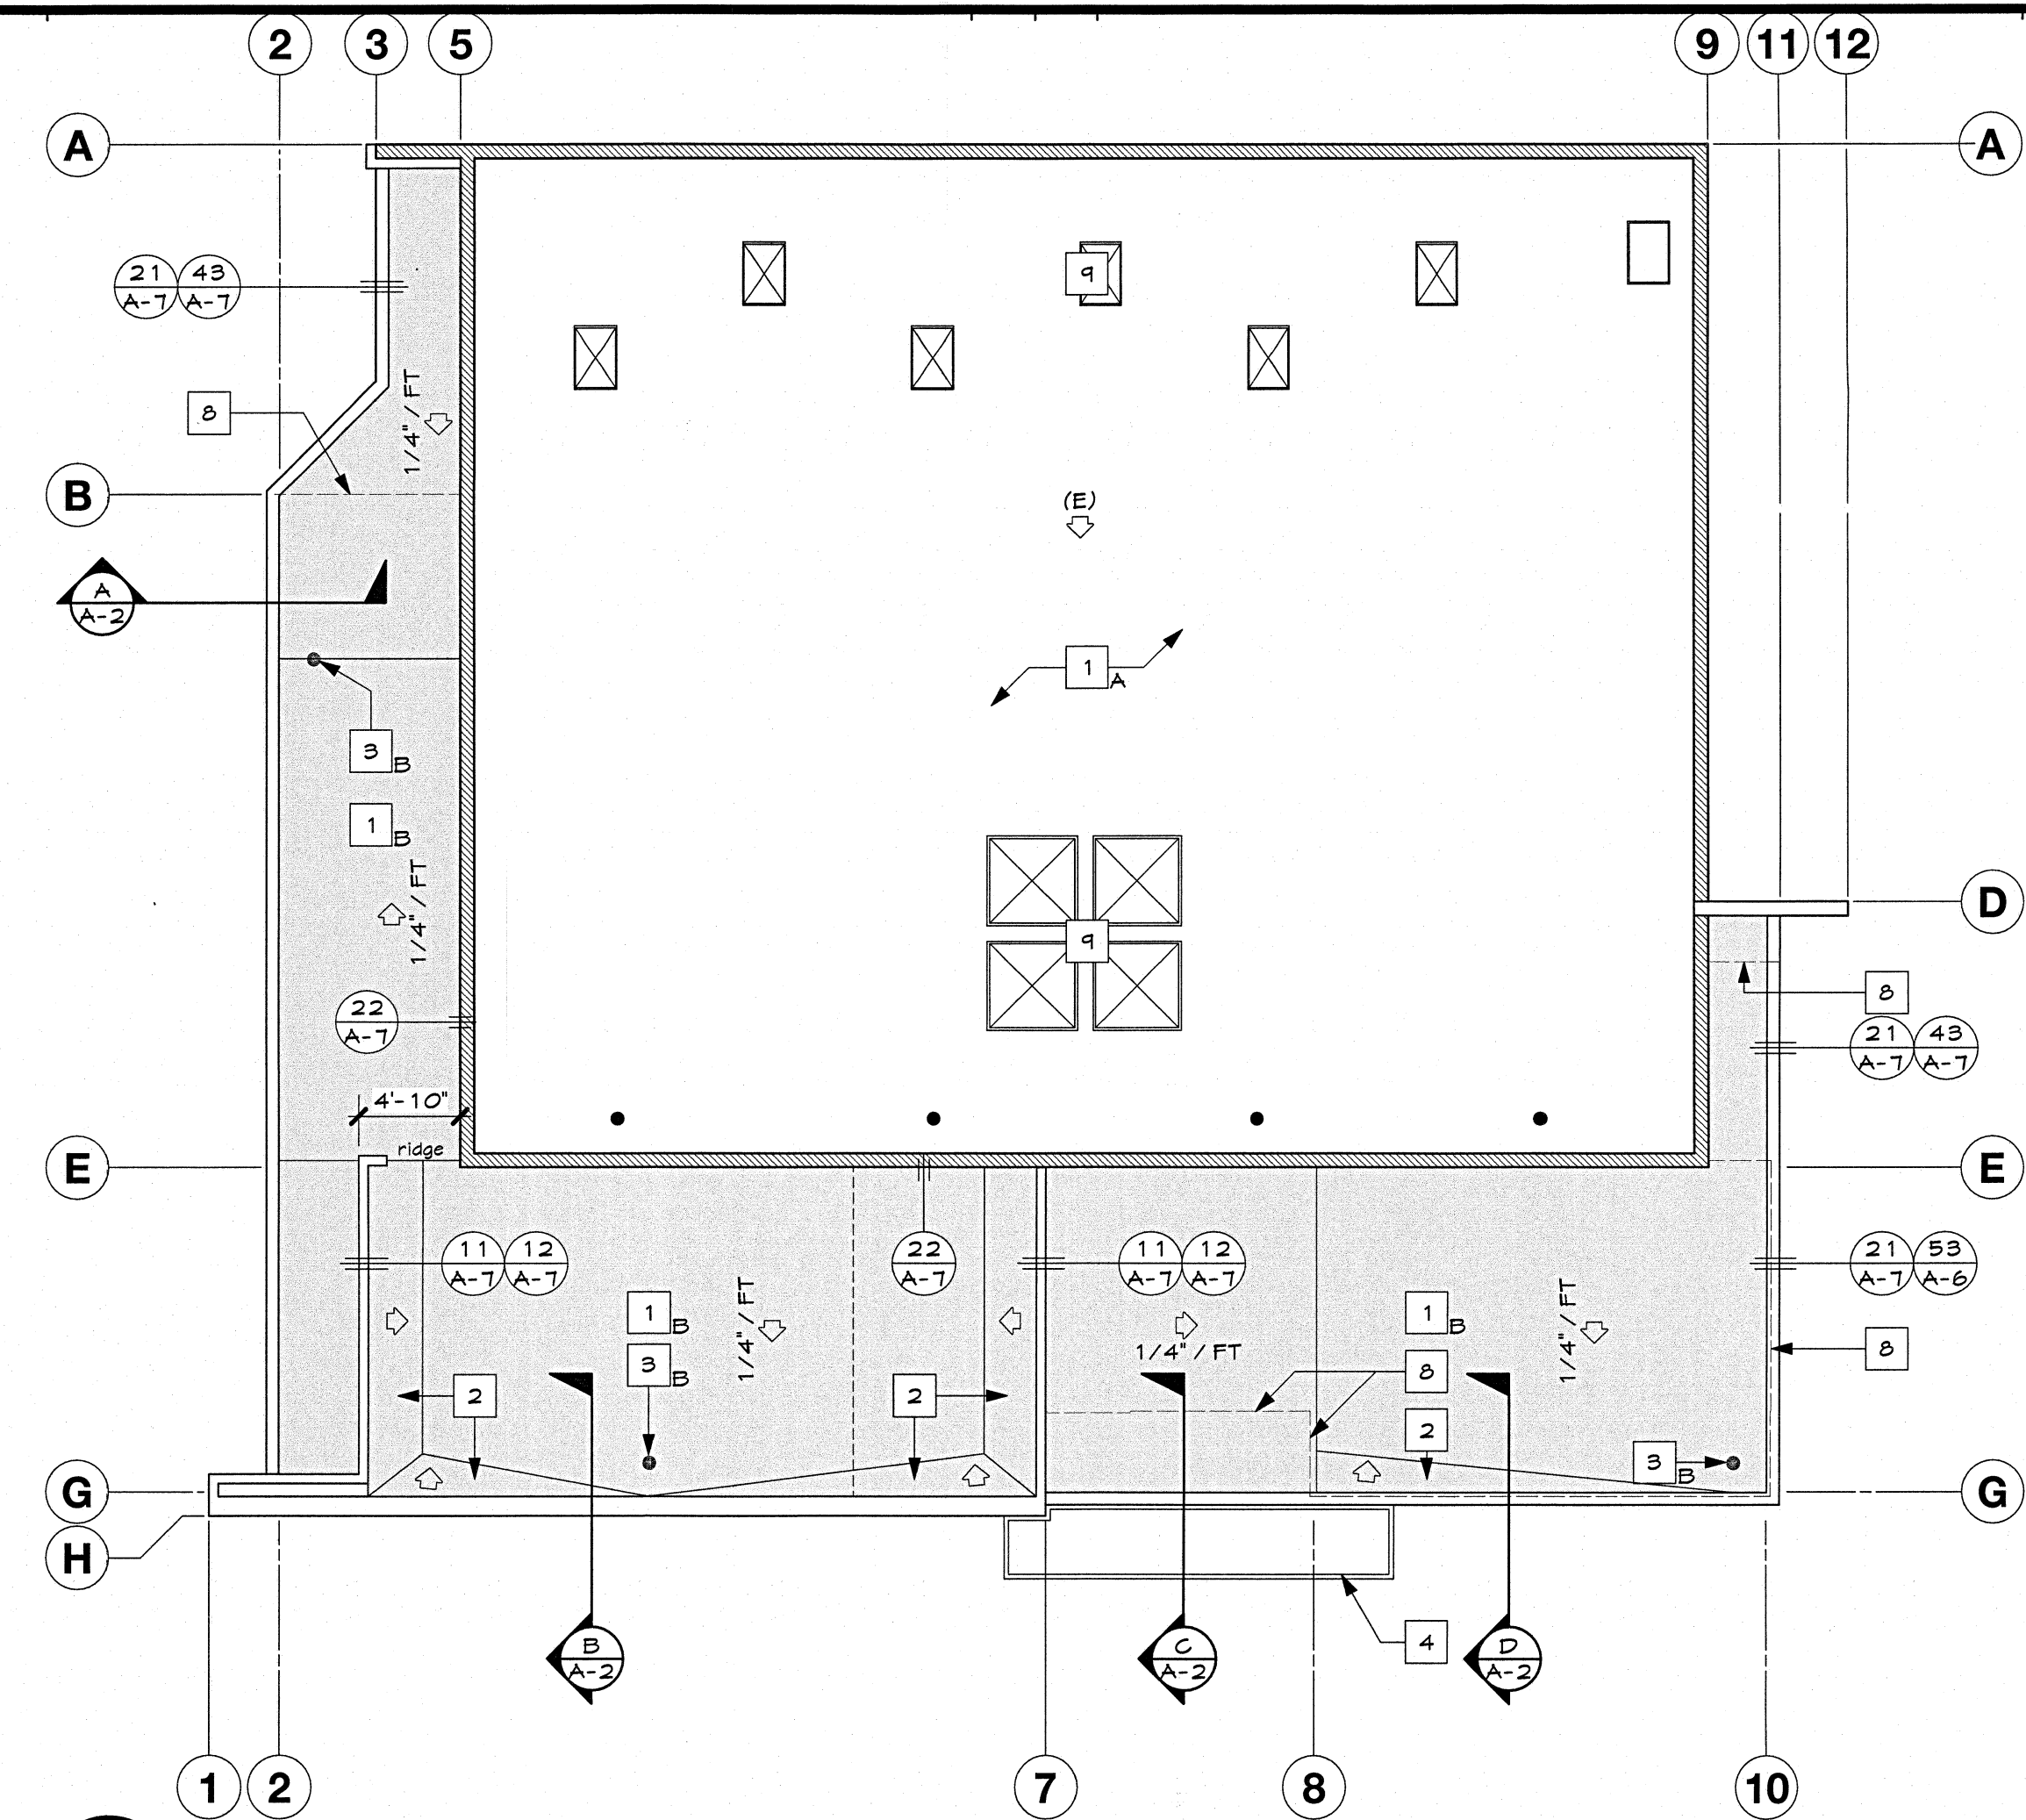 2 3 5 9 11 12
A A
21 43
A-7 A-7
8
1/4" / FT
9
B
(E)
A
A-2
1 A
3 B
1 B
1/4" / FT
9
D
8
22
A-7
21 43
A-7 A-7
4'-10"
ridge
E E
11 12
A-7 A-7
22
A-7
11 12
A-7 A-7
21 53
A-7 A-6
1 B
1/4" / FT
1/4" / FT
1 B
1/4" / FT
8
3 B
8
2
2
2
3 B
G G
H
B
A-2
C
A-2
4
D
A-2
1 2 7 8 10